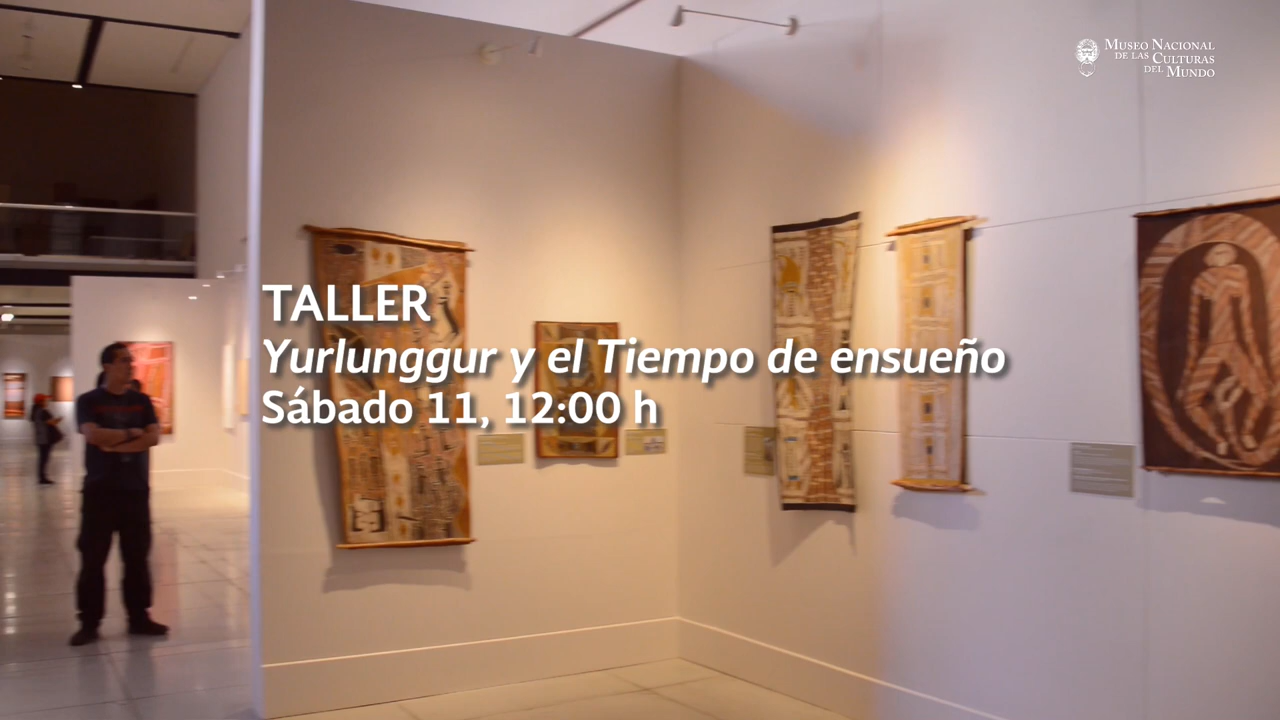 Museo Nacional
de las Culturas
del Mundo
TALLER
Yurlunggur y el Tiempo de ensueño
Sábado 11, 12:00 h